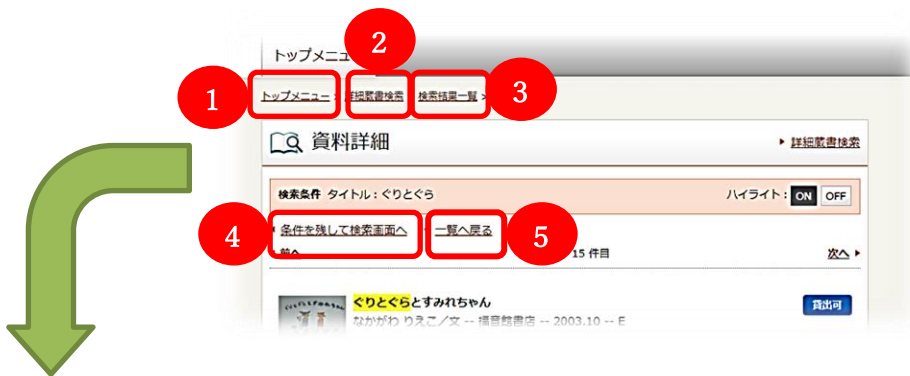 トップメニュ
2
1
3
トップメニュー
詳細蔵書検索
検索結果一覧 >
資料詳細
詳細蔵書検索
検索条件 タイトル:ぐりとぐら
ハイライト: ON OFF
4
条件を残して検索画面へ
一覧へ戻る
5
前へ
15 件目
次へ
ぐりとぐらとすみれちゃん
貸出可
なかがわ りえこ/文 -- 福音館書店 -- 2003.10 -- E